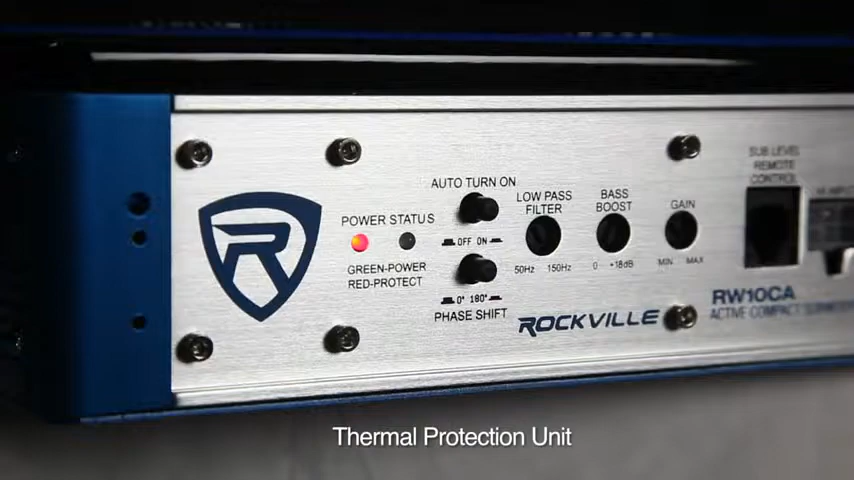 SUB LEVEL
REMOTE
CONTROL
AUTO TURN ON
LOW PASS
FILTER
BASS
BOOST
GAIN
POWER STATUS
OFF ON
50Hz 150Hz
0 +18dB
MIN MAX
GREEN-POWER
RED-PROTECT
0° 180°
PHASE SHIFT
ROCKVILLE
RW10CA
ACTIVE COMPACT
Thermal Protection Unit